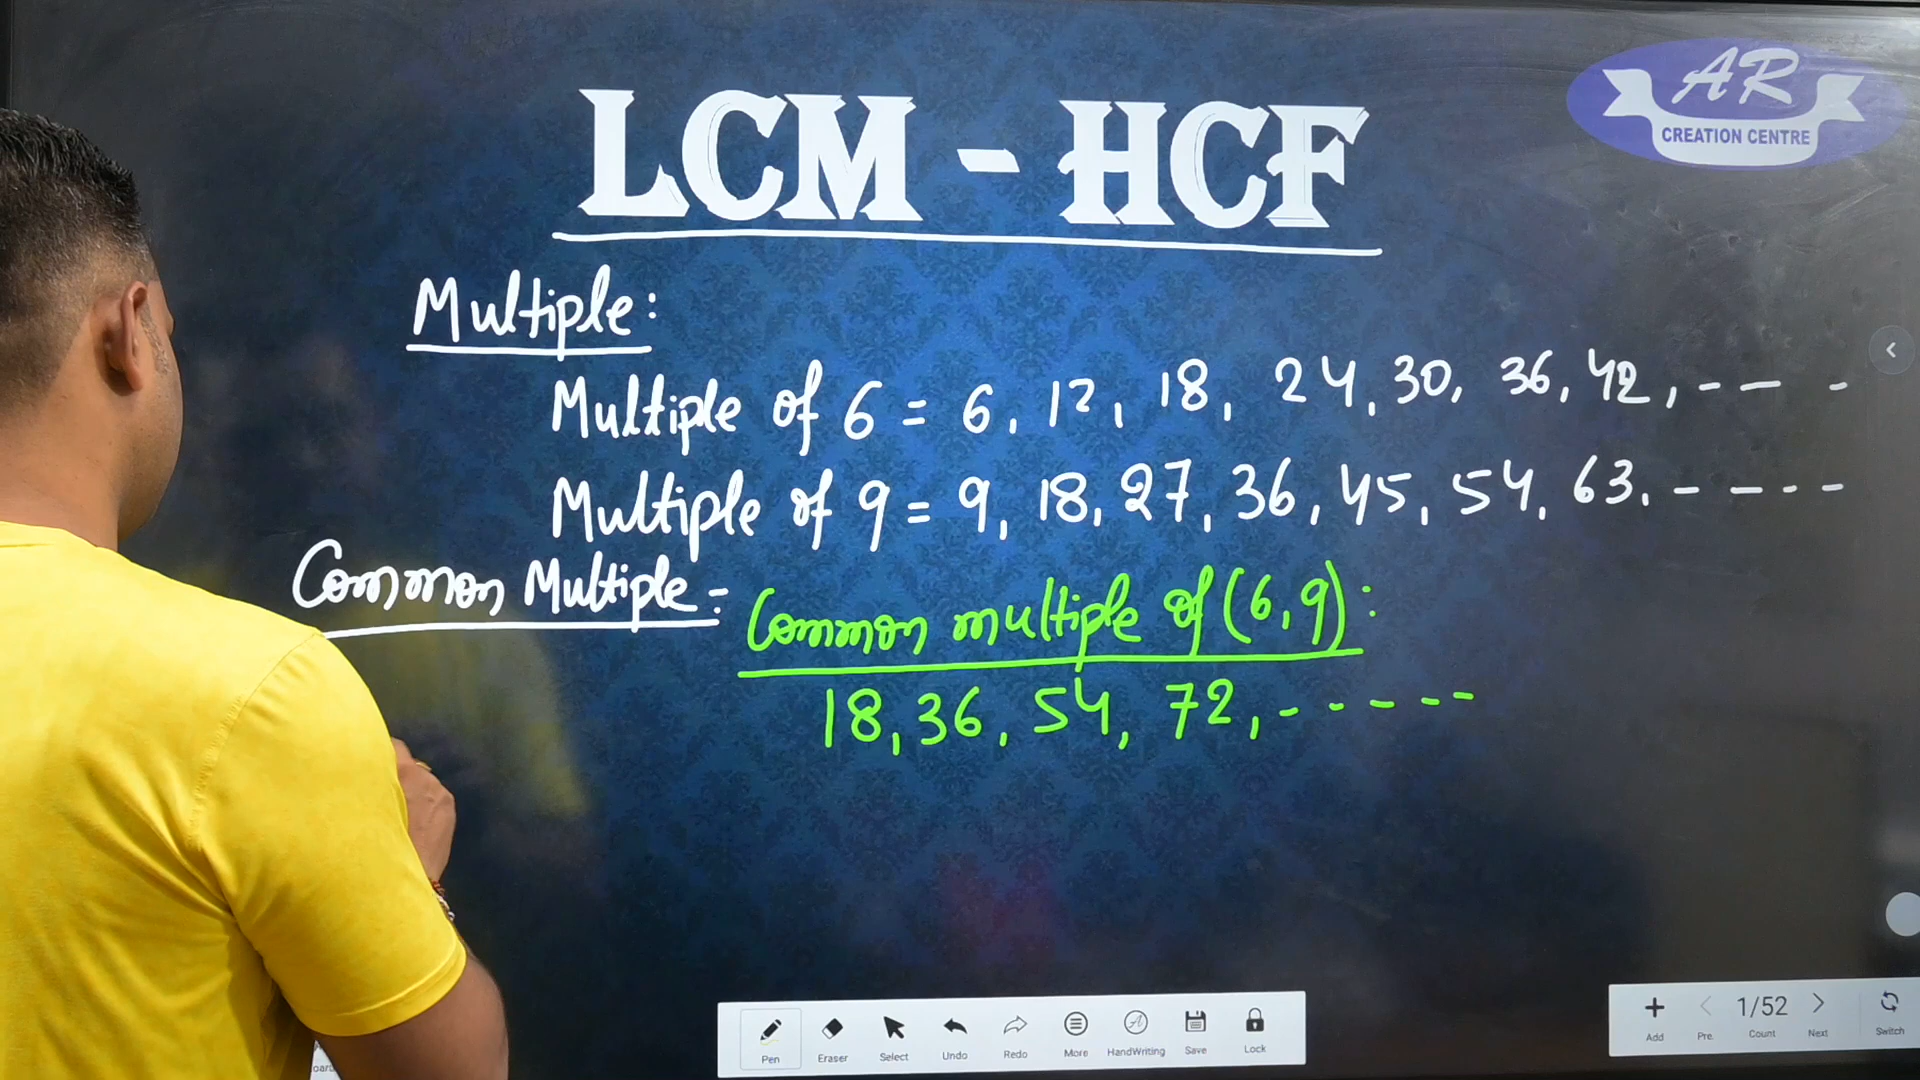 AR
CREATION CENTRE
LCM - HCF
Multiple:
Multiple of 6 = 6, 12, 18, 24, 30, 36, 42, - - -
Multiple of 9 = 9, 18, 27, 36, 45, 54, 63, - - - -
Common Multiple:- Common multiple of (6,9):
18, 36, 54, 72, - - - - -
Pen Eraser Select Undo Redo More HandWriting Save Lock
1/52
Add Pre. Count Next Switch